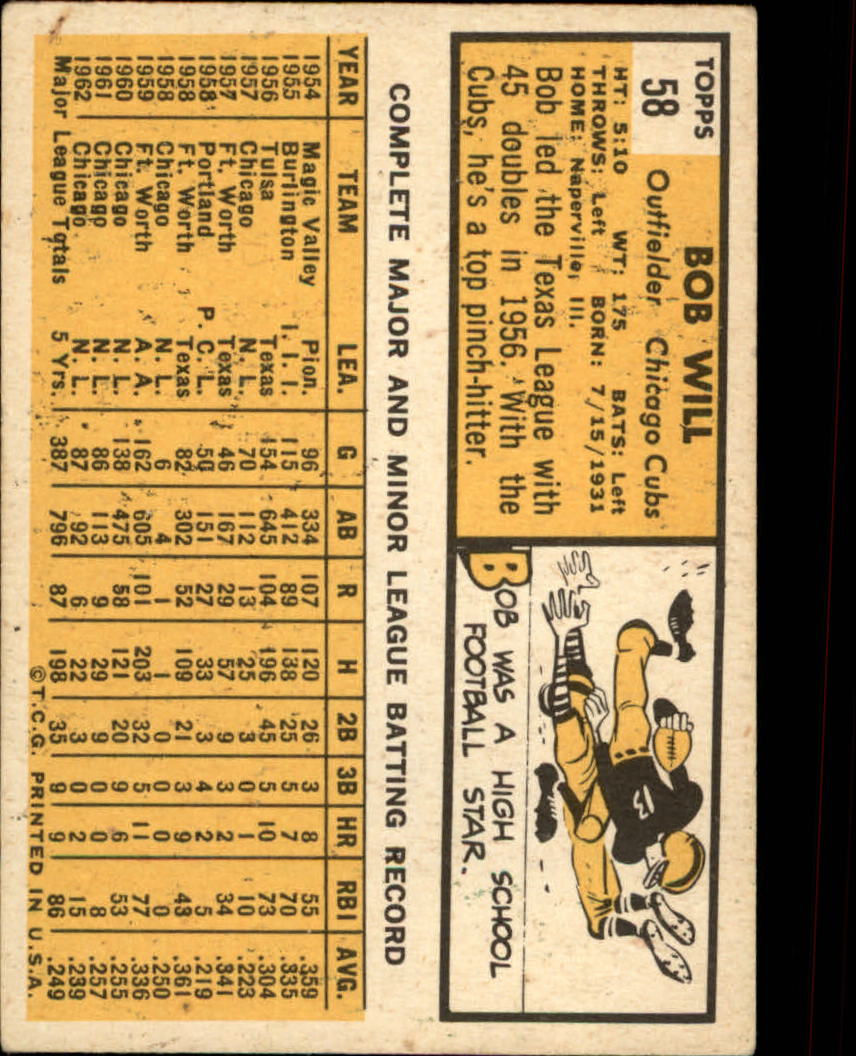 TOPPS
58
BOB WILL
Outfielder Chicago Cubs
HT: 5:10 WT: 175 BATS: Left
THROWS: Left BORN: 7/15/1931
HOME: Naperville, Ill.
Bob led the Texas League with
45 doubles in 1956. With the
Cubs, he's a top pinch-hitter.
BOB WAS A HIGH SCHOOL
FOOTBALL STAR.
13
COMPLETE MAJOR AND MINOR LEAGUE BATTING RECORD
YEAR TEAM LEA. G AB R H 2B 3B HR RBI AVG.
1954 Magic Valley Pion. 96 334 107 120 26 3 8 55 .359
1955 Burlington I. I. I. 115 412 89 138 25 5 7 70 .335
1956 Tulsa Texas 154 645 104 196 45 5 10 73 .304
1957 Chicago N. L. 70 112 13 25 3 0 1 10 .223
1957 Ft. Worth Texas 46 167 29 57 9 3 2 34 .341
1958 Portland P. C. L. 50 151 27 33 3 4 2 5 .219
1958 Ft. Worth Texas 82 302 52 109 21 3 9 43 .361
1958 Chicago N. L. 6 4 1 1 0 0 0 0 .250
1959 Ft. Worth A. A. 162 605 101 203 32 5 11 77 .336
1960 Chicago N. L. 138 475 58 121 20 9 6 53 .255
1961 Chicago N. L. 86 113 9 29 9 0 0 8 .257
1962 Chicago N. L. 87 92 6 22 3 0 2 15 .239
Major League Totals 5 Yrs. 387 796 87 198 35 9 9 86 .249
©T.C.G. PRINTED IN U.S.A.